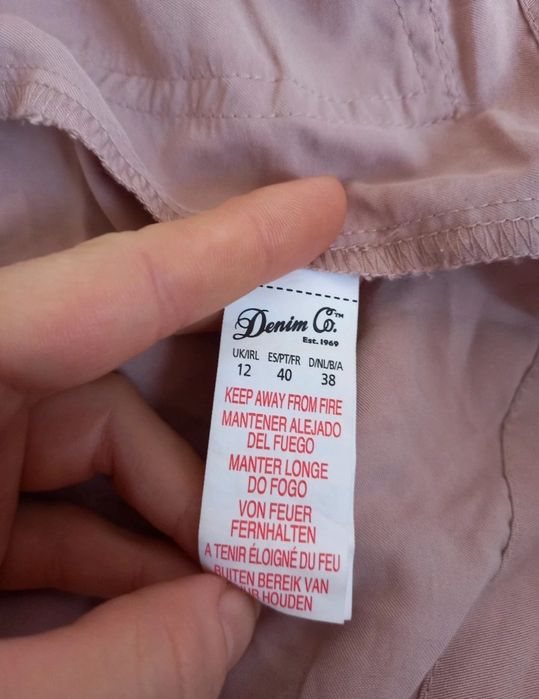 Denim Co.™
Est. 1969
UK/IRL ES/PT/FR D/NL/B/A
12 40 38
KEEP AWAY FROM FIRE
MANTENER ALEJADO
DEL FUEGO
MANTER LONGE
DO FOGO
VON FEUER
FERNHALTEN
A TENIR ÉLOIGNÉ DU FEU
BUITEN BEREIK VAN
HOUDEN